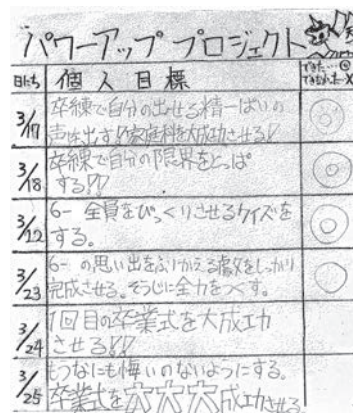 パワーアップ プロジェクト
日にち 個人目標 できた…◎
できなかった…X
3/17 卒練で自分の出せる精一ぱいの
声を出す!!家庭科を大成功させる!!
3/18 卒練で自分の限界をとっぱ
する!!
3/22 6-全員をびっくりさせるクイズを
する。
3/23 6-の思い出をふりかえる
をしっかり
完成させる。そうじに全力をつくす。
3/24 1回目の卒業式を大成功
させる!!
3/25 もうなにも悔いのないようにする。
卒業式を大大大成功させる